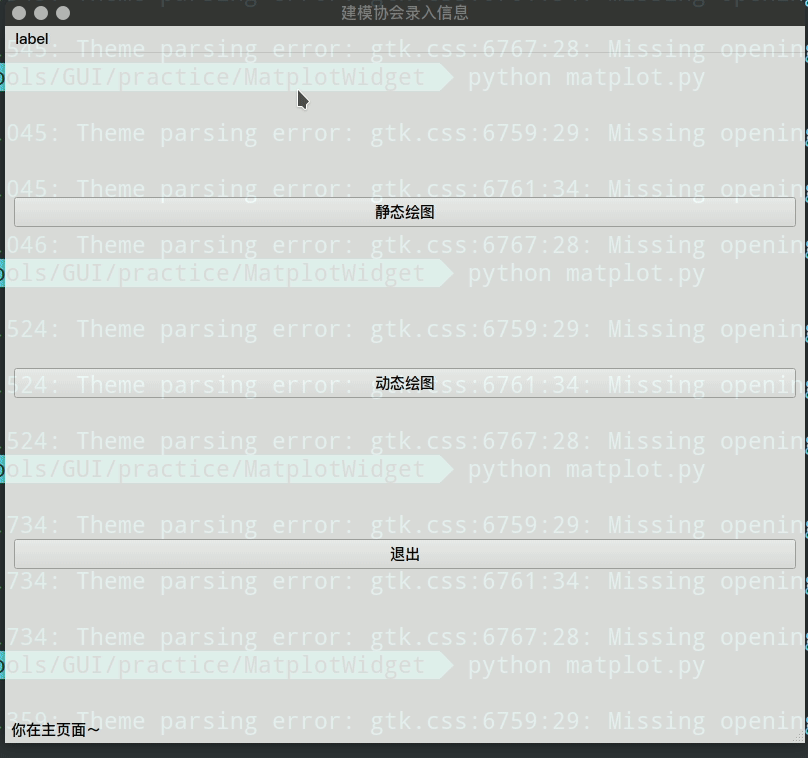 建模协会录入信息
label
.545: Theme parsing error: gtk.css:6767:28: Missing opening
ools/GUI/practice/MatplotWidget python matplot.py
.045: Theme parsing error: gtk.css:6759:29: Missing opening
.045: Theme parsing error: gtk.css:6761:34: Missing opening
静态绘图
.046: Theme parsing error: gtk.css:6767:28: Missing opening
ools/GUI/practice/MatplotWidget python matplot.py
.524: Theme parsing error: gtk.css:6759:29: Missing opening
.524: Theme parsing error: gtk.css:6761:34: Missing opening
动态绘图
.524: Theme parsing error: gtk.css:6767:28: Missing opening
ools/GUI/practice/MatplotWidget python matplot.py
.734: Theme parsing error: gtk.css:6759:29: Missing opening
退出
.734: Theme parsing error: gtk.css:6761:34: Missing opening
.734: Theme parsing error: gtk.css:6767:28: Missing opening
ools/GUI/practice/MatplotWidget python matplot.py
.359: Theme parsing error: gtk.css:6759:29: Missing opening
你在主页面～